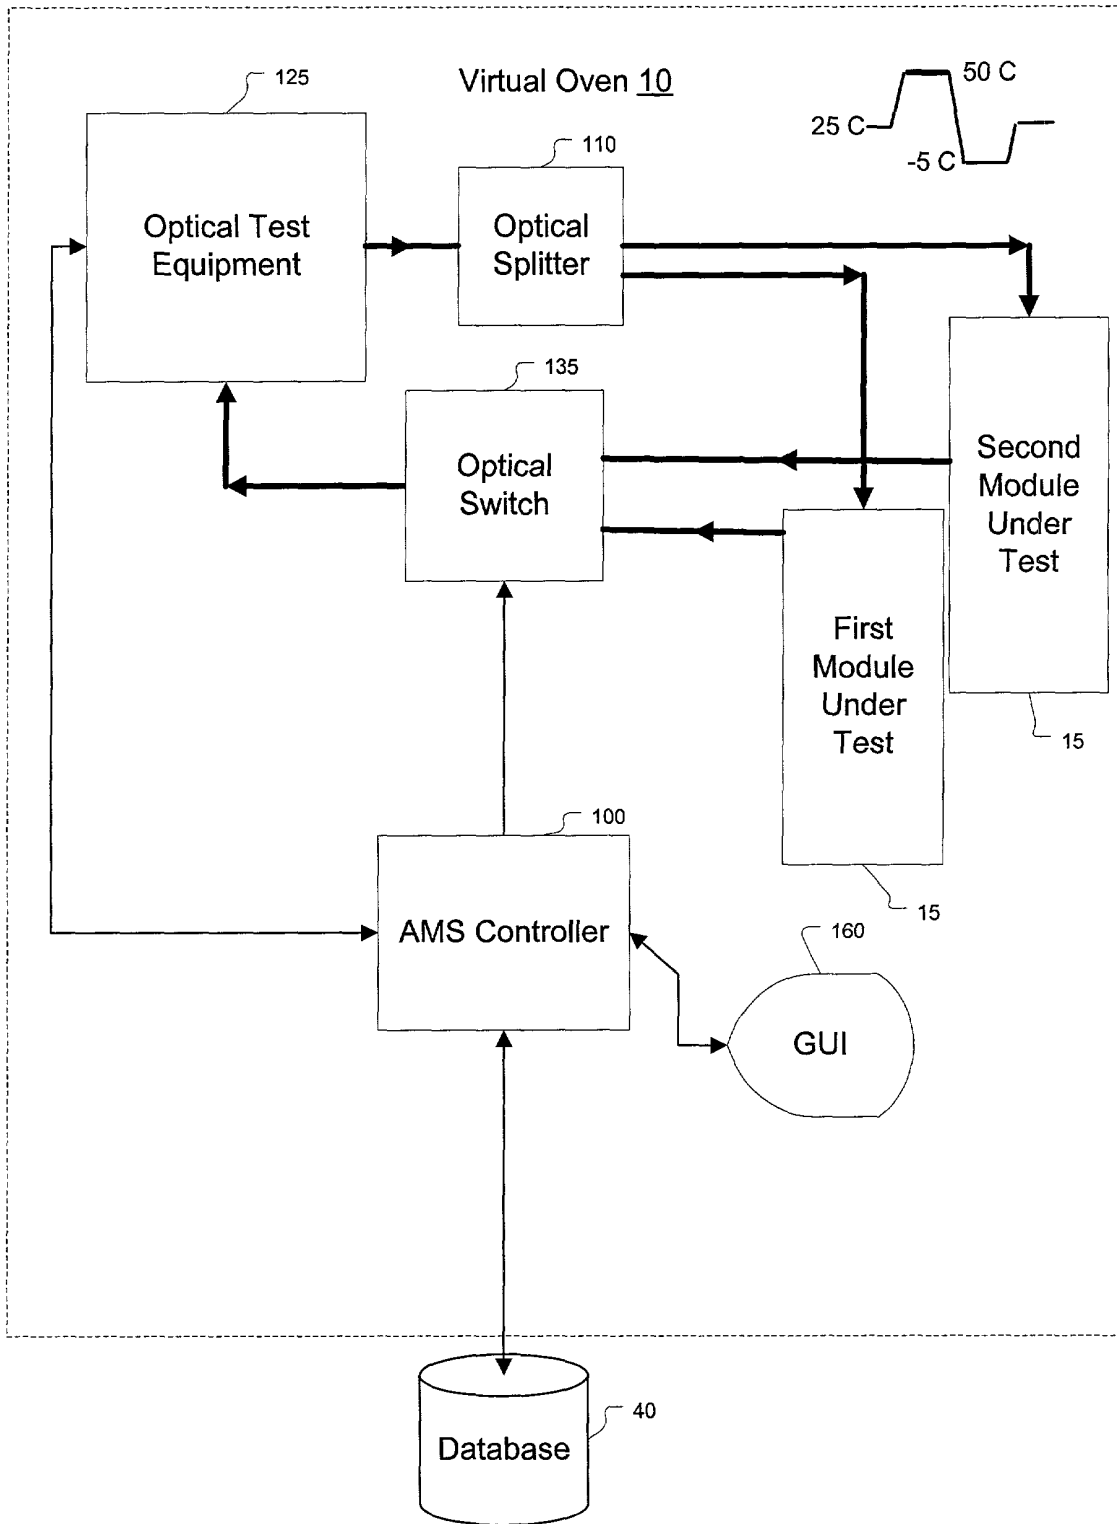 125
Virtual Oven 10
50 C
25 C
-5 C
110
Optical Test
Equipment
Optical
Splitter
135
Optical
Switch
Second
Module
Under
Test
First
Module
Under
Test
15
100
15
AMS Controller
160
GUI
40
Database